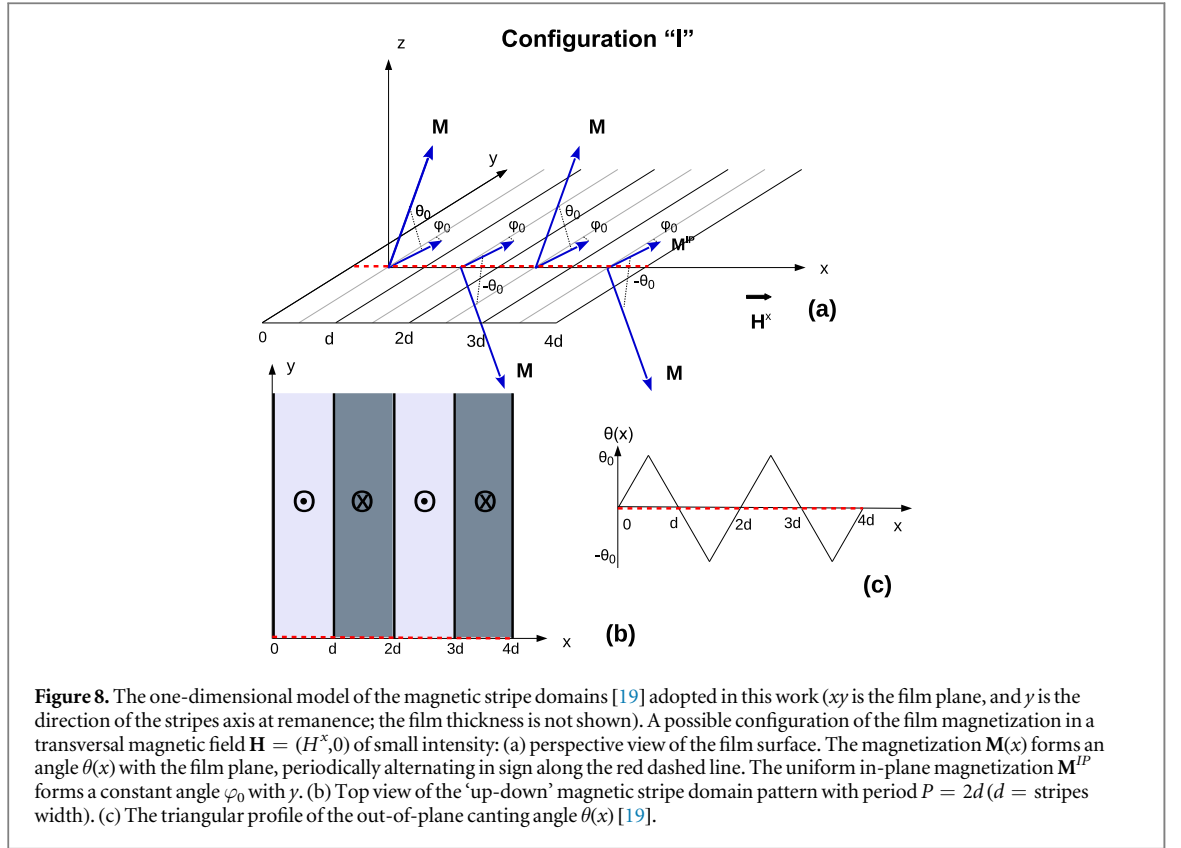 Configuration “I”
z
M
M
y
θ₀
θ₀
φ₀
φ₀
φ₀
φ₀
Mᴵᴾ
x
-θ₀
-θ₀
Hˣ
(a)
0
d
2d
3d
4d
M
M
y
x
0
d
2d
3d
4d
(b)
θ(x)
θ₀
0
d
2d
3d
4d
x
-θ₀
(c)
Figure 8. The one-dimensional model of the magnetic stripe domains [19] adopted in this work (xy is the film plane, and y is the
direction of the stripes axis at remanence; the film thickness is not shown). A possible configuration of the film magnetization in a
transversal magnetic field H = (Hˣ,0) of small intensity: (a) perspective view of the film surface. The magnetization M(x) forms an
angle θ(x) with the film plane, periodically alternating in sign along the red dashed line. The uniform in-plane magnetization Mᴵᴾ
forms a constant angle φ₀ with y. (b) Top view of the ‘up-down’ magnetic stripe domain pattern with period P = 2d (d = stripes
width). (c) The triangular profile of the out-of-plane canting angle θ(x) [19].